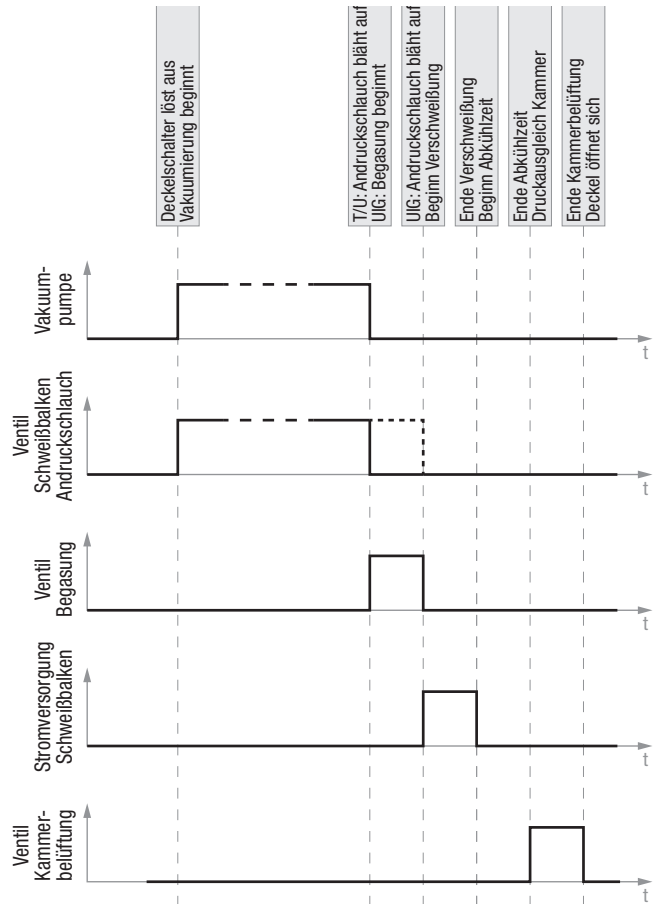 Deckelschalter löst aus
Vakuumierung beginnt
T/U: Andruckschlauch bläht auf
UIG: Begasung beginnt
UIG: Andruckschlauch bläht auf
Beginn Verschweißung
Ende Verschweißung
Beginn Abkühlzeit
Ende Abkühlzeit
Druckausgleich Kammer
Ende Kammerbelüftung
Deckel öffnet sich
Vakuum-
pumpe
t
Ventil
Schweißbalken
Andruckschlauch
t
Ventil
Begasung
t
Stromversorgung
Schweißbalken
t
Ventil
Kammer-
belüftung
t